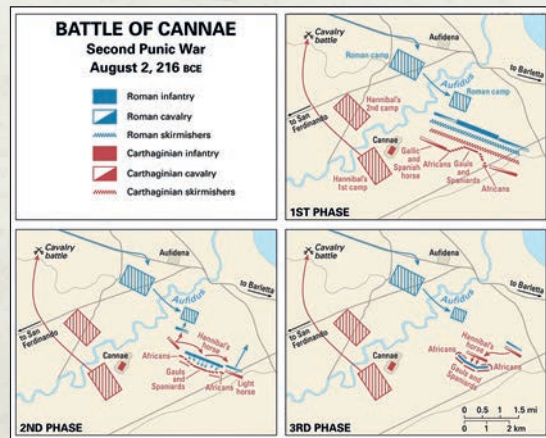 BATTLE OF CANNAE
Second Punic War
August 2, 216 BCE
Roman infantry
Roman cavalry
Roman skirmishers
Carthaginian infantry
Carthaginian cavalry
Carthaginian skirmishers
Cavalry
battle
Aufidena
Roman camp
Aufidus
Roman camp
to Barletta
Hannibal's
2nd camp
to San
Ferdinando
Cannae
Gallic and
Spanish
horse
Africans
Gauls
and
Spaniards
Africans
Hannibal's
1st camp
1ST PHASE
Cavalry
battle
Aufidena
to Barletta
Aufidus
to San
Ferdinando
Hannibal's
horse
Cannae
Africans
Gauls and
Spaniards
Africans
Light
horse
2ND PHASE
Cavalry
battle
Aufidena
to Barletta
Aufidus
to San
Ferdinando
Hannibal's
horse
Cannae
Africans
Gauls and
Spaniards
Africans
0 0.5 1 1.5 mi
0 1 2 km
3RD PHASE